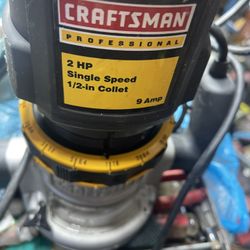 CRAFTSMAN
PROFESSIONAL
2 HP
Single Speed
1/2-in Collet
9 Amp